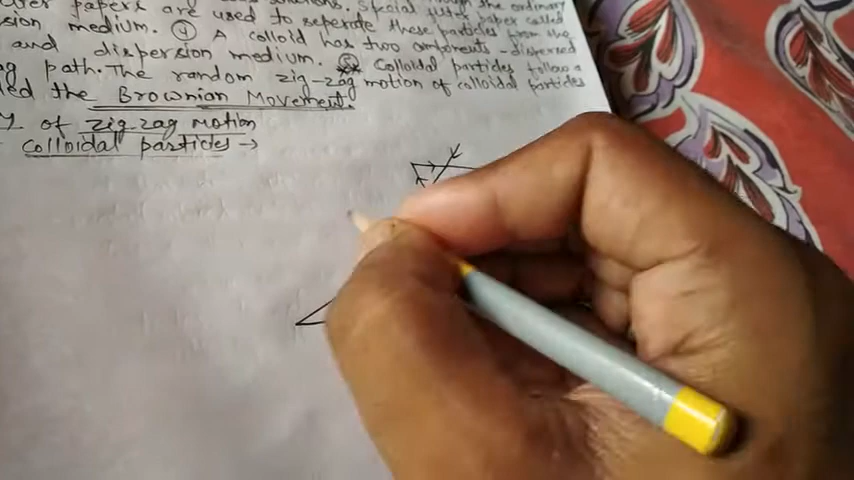 papers are used to seperate these particles from the
sion medium. ④ A colloid has two components - dispersed
and dispersion medium. ⑤ Colloidal particles follow a
zig path. The random zig-zag motion of colloidal particles
led the Brownian Movement.
of zig-zag motion
colloidal particles →